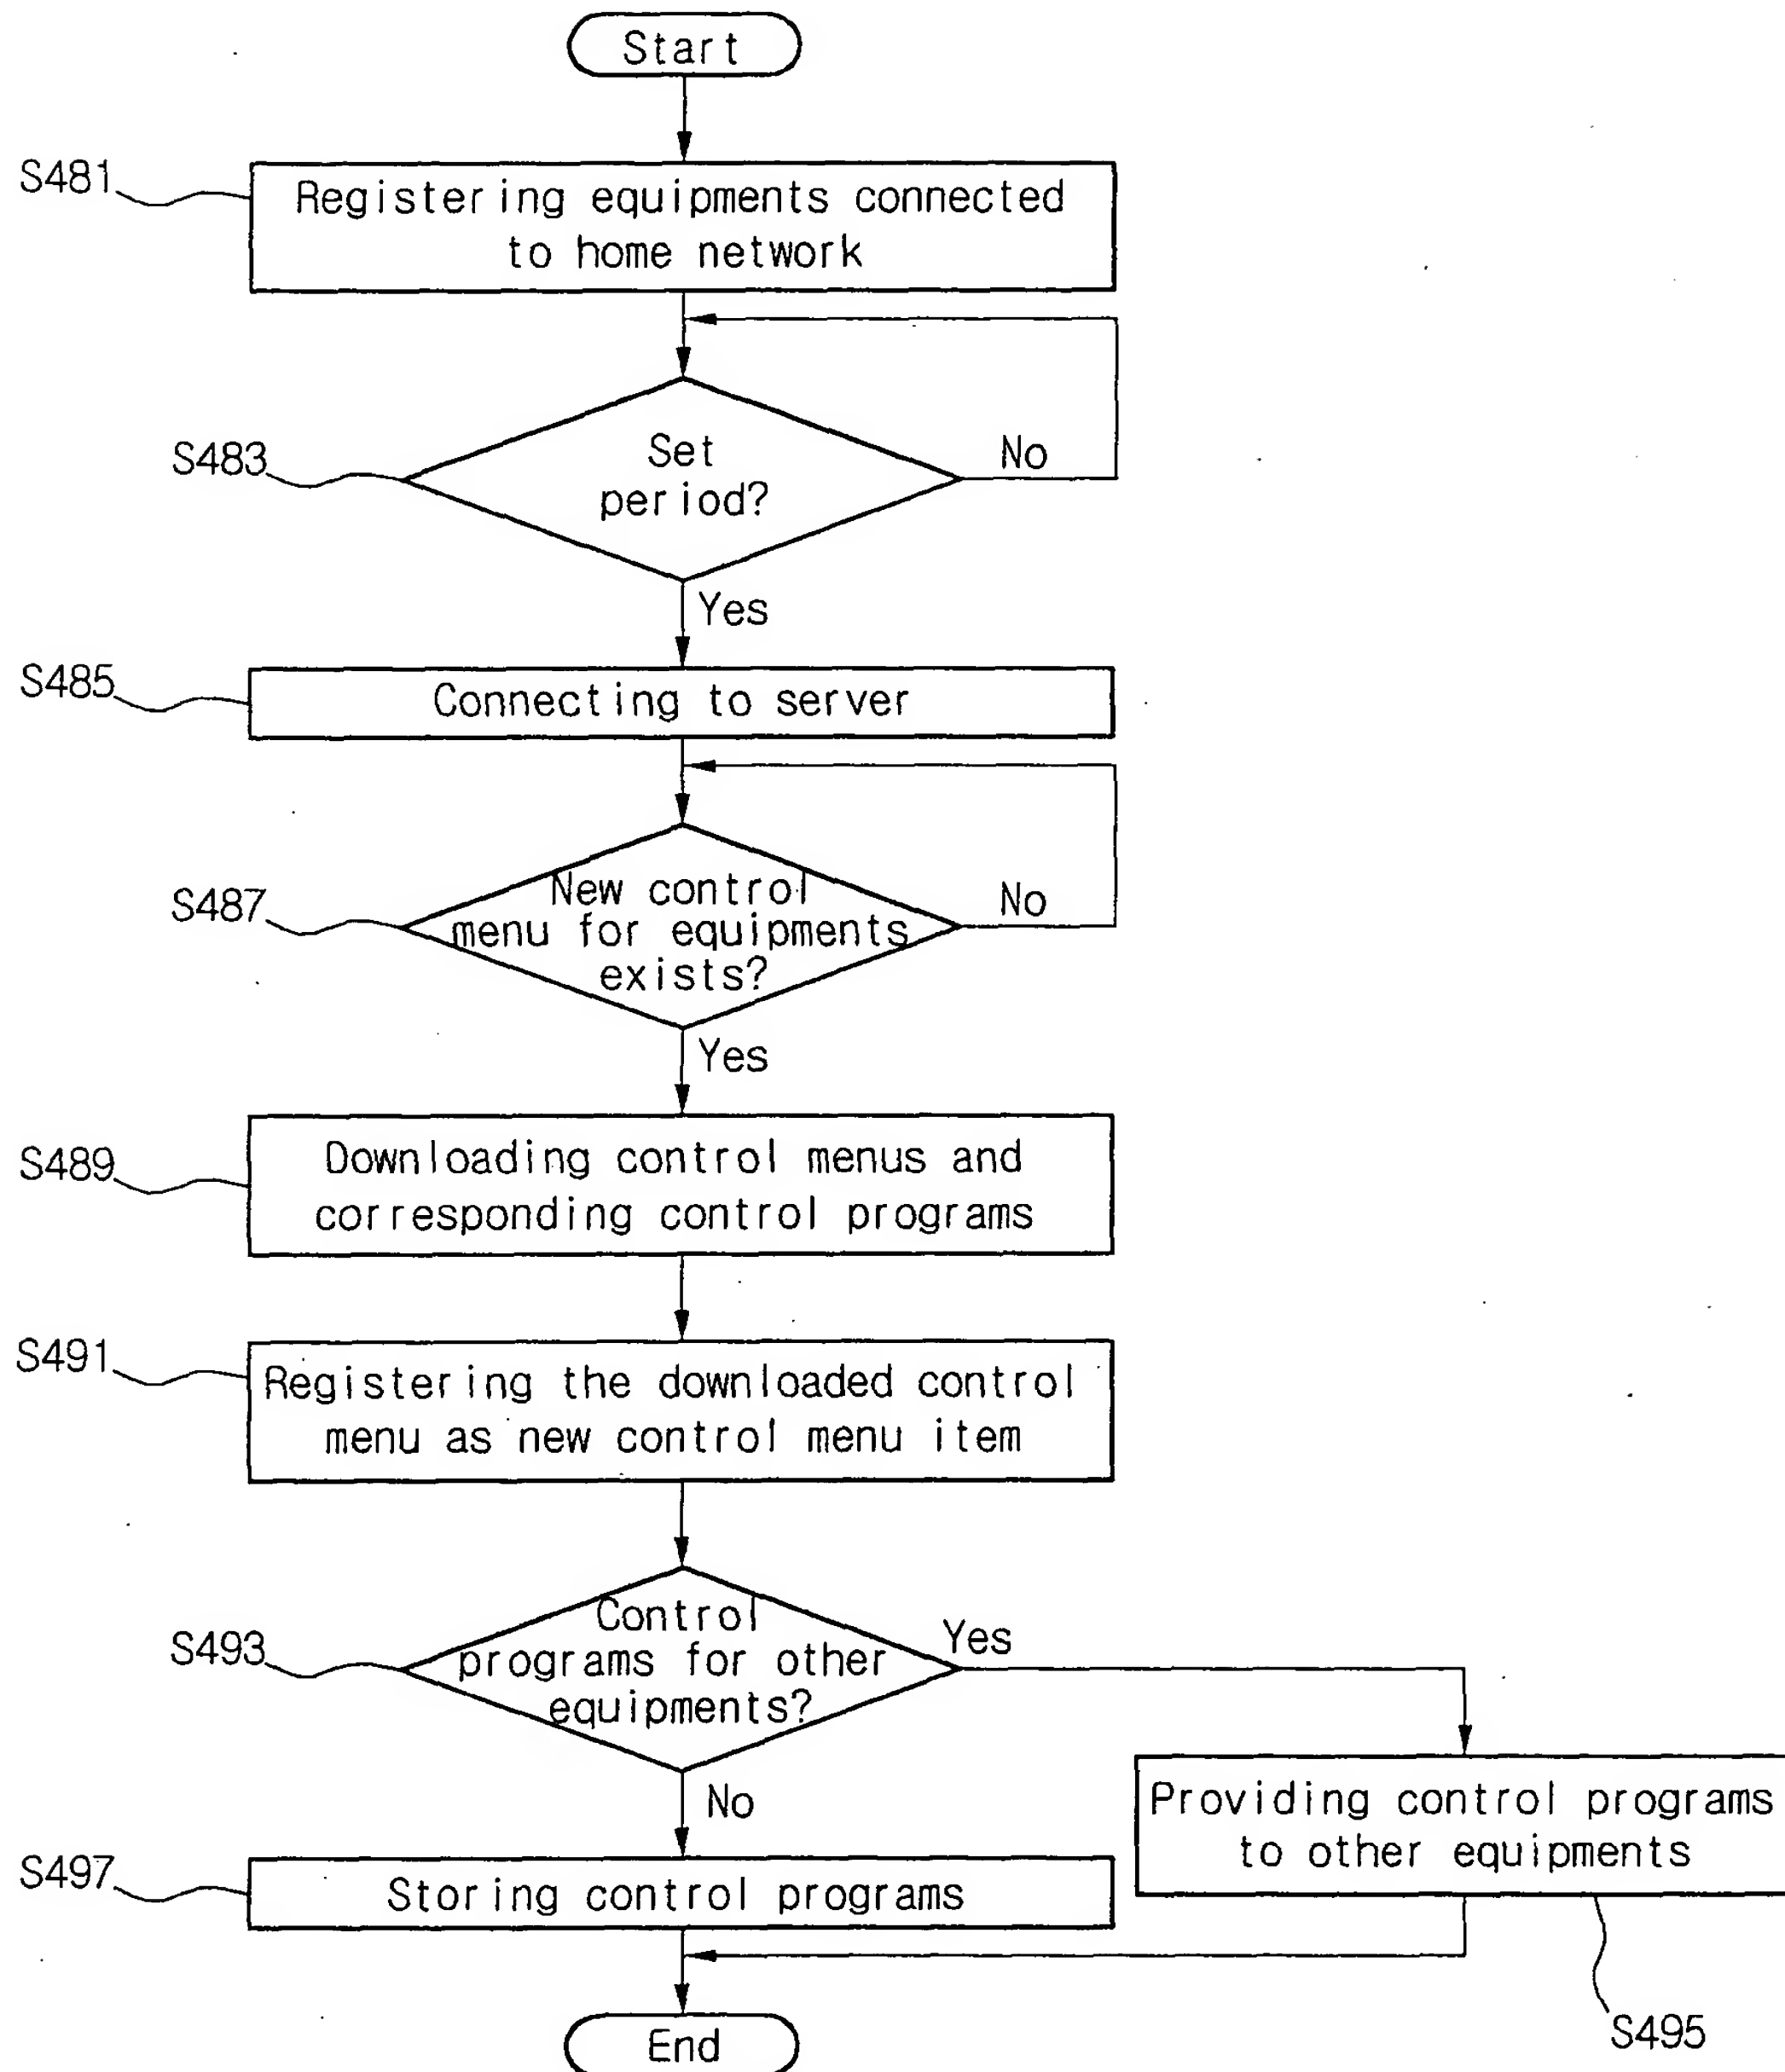 Start
S481
Registering equipments connected
to home network
S483
Set
period?
No
Yes
S485
Connecting to server
S487
New control
menu for equipments
exists?
No
Yes
S489
Downloading control menus and
corresponding control programs
S491
Registering the downloaded control
menu as new control menu item
S493
Control
programs for other
equipments?
Yes
No
Providing control programs
to other equipments
S497
Storing control programs
S495
End